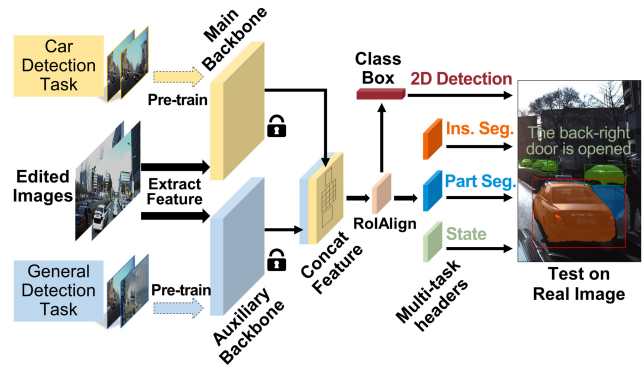 Car
Detection
Task
Pre-train
Main
Backbone
Edited
Images
Extract
Feature
General
Detection
Task
Pre-train
Auxiliary
Backbone
Concat
Feature
RoIAlign
Class
Box
2D Detection
Ins. Seg.
Part Seg.
State
Multi-task
headers
The back-right
door is opened
Test on
Real Image